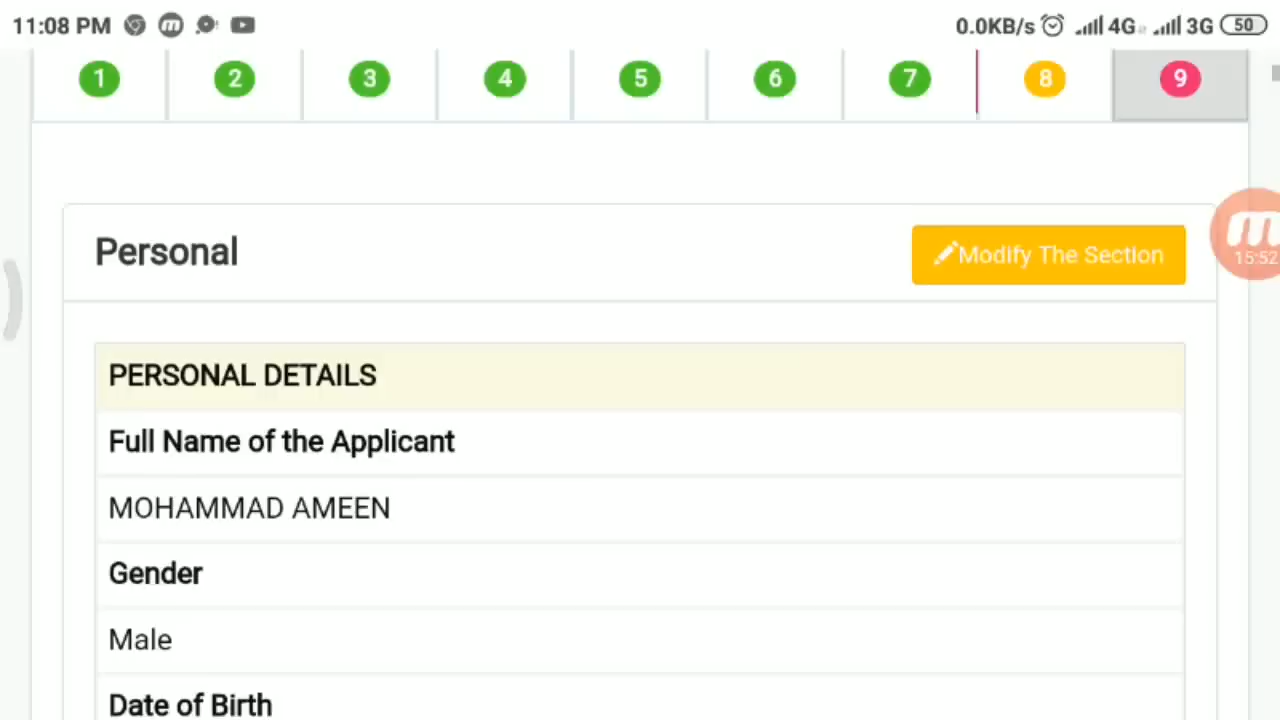 11:08 PM 0.0KB/s 4G 3G 50
1 2 3 4 5 6 7 8 9
Personal
Modify The Section
15:52
PERSONAL DETAILS
Full Name of the Applicant
MOHAMMAD AMEEN
Gender
Male
Date of Birth